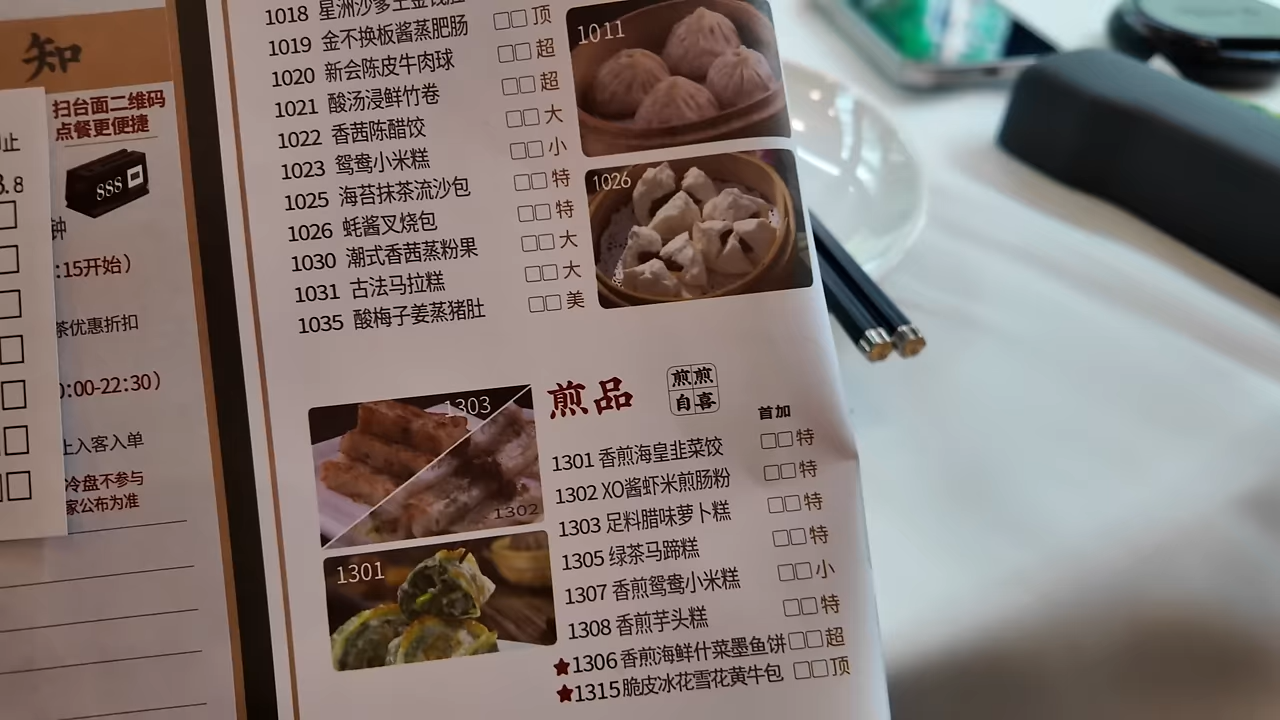 知
扫台面二维码
点餐更便捷
888
止
3.8
钟
:15开始）
茶优惠折扣
0:00-22:30）
上入客入单
冷盘不参与
家公布为准
1018 星洲沙爹土金钱肚 顶
1019 金不换板酱蒸肥肠 超
1020 新会陈皮牛肉球 超
1021 酸汤浸鲜竹卷 大
1022 香茜陈醋饺 小
1023 鸳鸯小米糕 特
1025 海苔抹茶流沙包 特
1026 蚝酱叉烧包 大
1030 潮式香茜蒸粉果 大
1031 古法马拉糕 美
1035 酸梅子姜蒸猪肚
1011
1026
煎品
煎煎
自喜
首加
1301 香煎海皇韭菜饺 特
1302 XO酱虾米煎肠粉 特
1303 足料腊味萝卜糕 特
1305 绿茶马蹄糕 特
1307 香煎鸳鸯小米糕 小
1308 香煎芋头糕 特
★1306 香煎海鲜什菜墨鱼饼 超
★1315 脆皮冰花雪花黄牛包 顶
1303
1302
1301